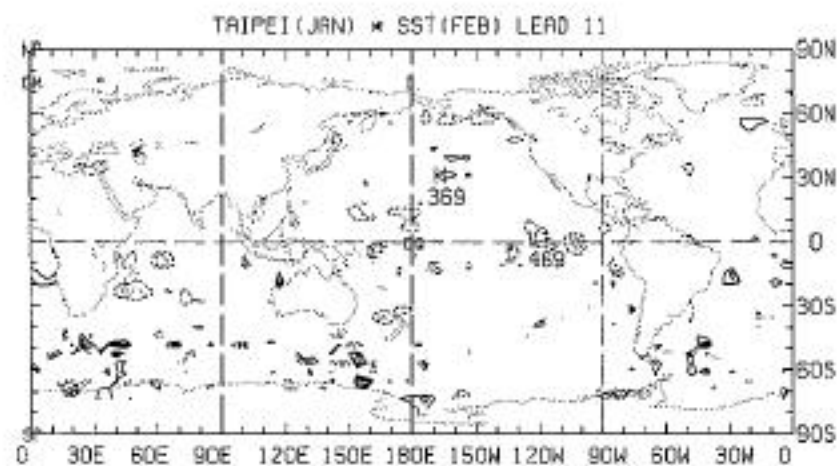 TAIPEI(JAN) * SST(FEB) LEAD 11
90N
60N
30N
369
0
469
30S
60S
90S
0 30E 60E 90E 120E 150E 180E 150W 120W 90W 60W 30W 0